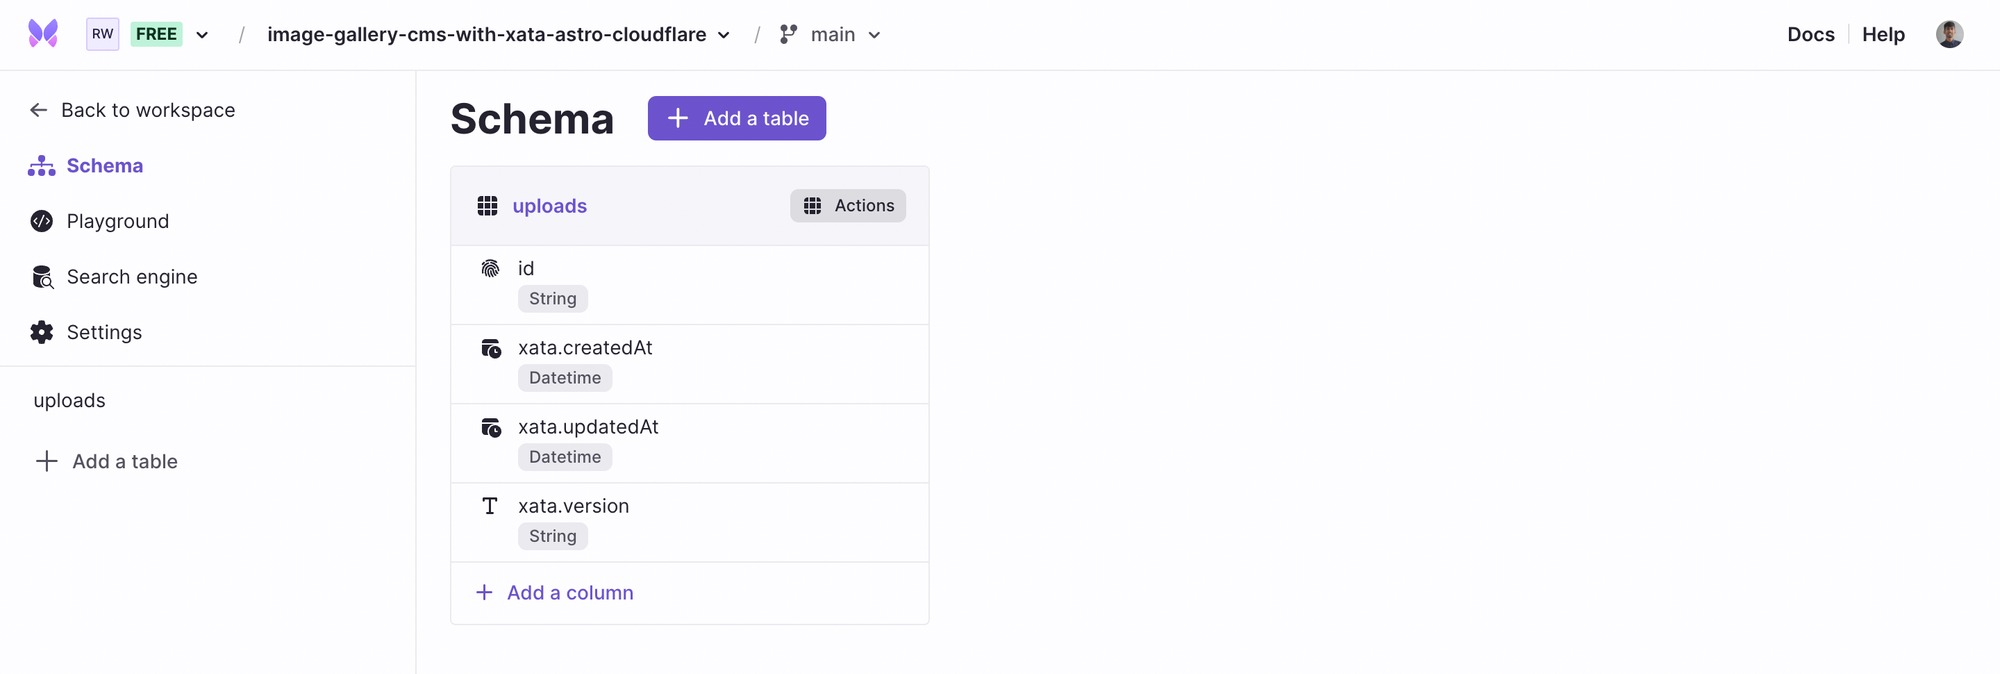 RW FREE / image-gallery-cms-with-xata-astro-cloudflare / main Docs Help
Back to workspace
Schema
Playground
Search engine
Settings
uploads
Add a table
Schema Add a table
uploads Actions
id
String
xata.createdAt
Datetime
xata.updatedAt
Datetime
xata.version
String
Add a column